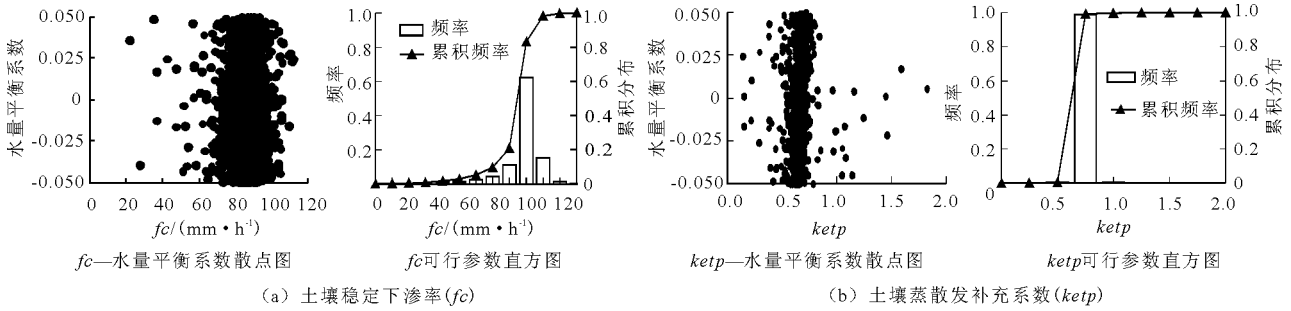 水量平衡系数
0.050
0.025
0
-0.025
-0.050
0 20 40 60 80 100 120
fc/(mm·h⁻¹)
fc—水量平衡系数散点图
频率
1.0
0.8
0.6
0.4
0.2
频率
累积频率
累积分布
1.0
0.8
0.6
0.4
0.2
0
0 20 40 60 80 100 120
fc/(mm·h⁻¹)
fc可行参数直方图
(a) 土壤稳定下渗率(fc)
水量平衡系数
0.050
0.025
0
-0.025
-0.050
0.0 0.5 1.0 1.5 2.0
ketp
ketp—水量平衡系数散点图
频率
1.0
0.8
0.6
0.4
0.2
0
频率
累积频率
累积分布
1.0
0.8
0.6
0.4
0.2
0
0.5 1.0 1.5 2.0
ketp
ketp可行参数直方图
(b) 土壤蒸散发补充系数(ketp)